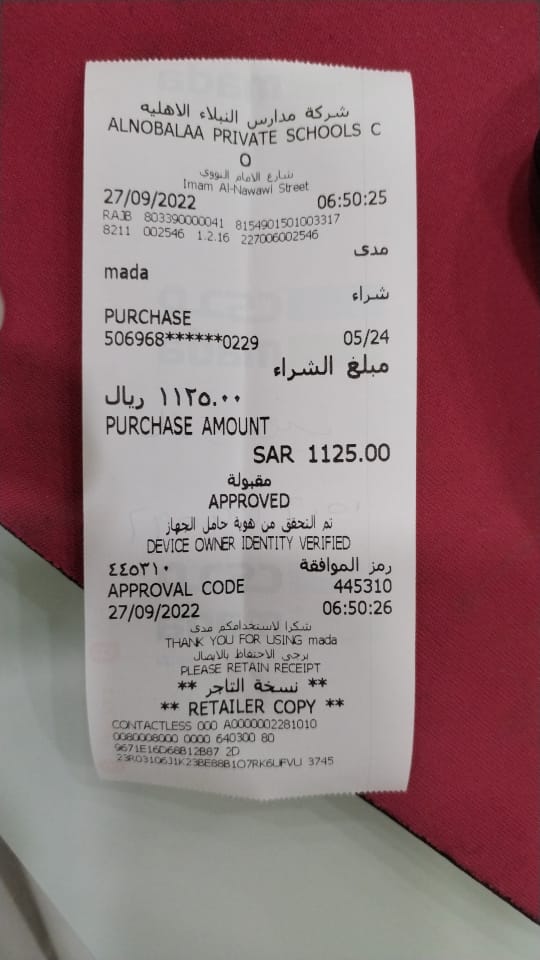 شركة مدارس النبلاء الاهليه
ALNOBALAA PRIVATE SCHOOLS C
O
شارع الامام النووي
Imam Al-Nawawi Street
27/09/2022 06:50:25
RAJB 803390000041 8154901501003317
8211 002546 1.2.16 227006002546
مدى
mada
شراء
PURCHASE
506968******0229 05/24
مبلغ الشراء
١١٢٥.٠٠ ريال
PURCHASE AMOUNT
SAR 1125.00
مقبولة
APPROVED
تم التحقق من هوية حامل الجهاز
DEVICE OWNER IDENTITY VERIFIED
رمز الموافقة ٤٤٥٣١٠
APPROVAL CODE 445310
27/09/2022 06:50:26
شكرا لاستخدامكم مدى
THANK YOU FOR USING mada
يرجى الاحتفاظ بالايصال
PLEASE RETAIN RECEIPT
** نسخة التاجر **
** RETAILER COPY **
CONTACTLESS 000 A0000002281010
0080008000 0000 640300 80
9671E16D68B12B87 2D
3745